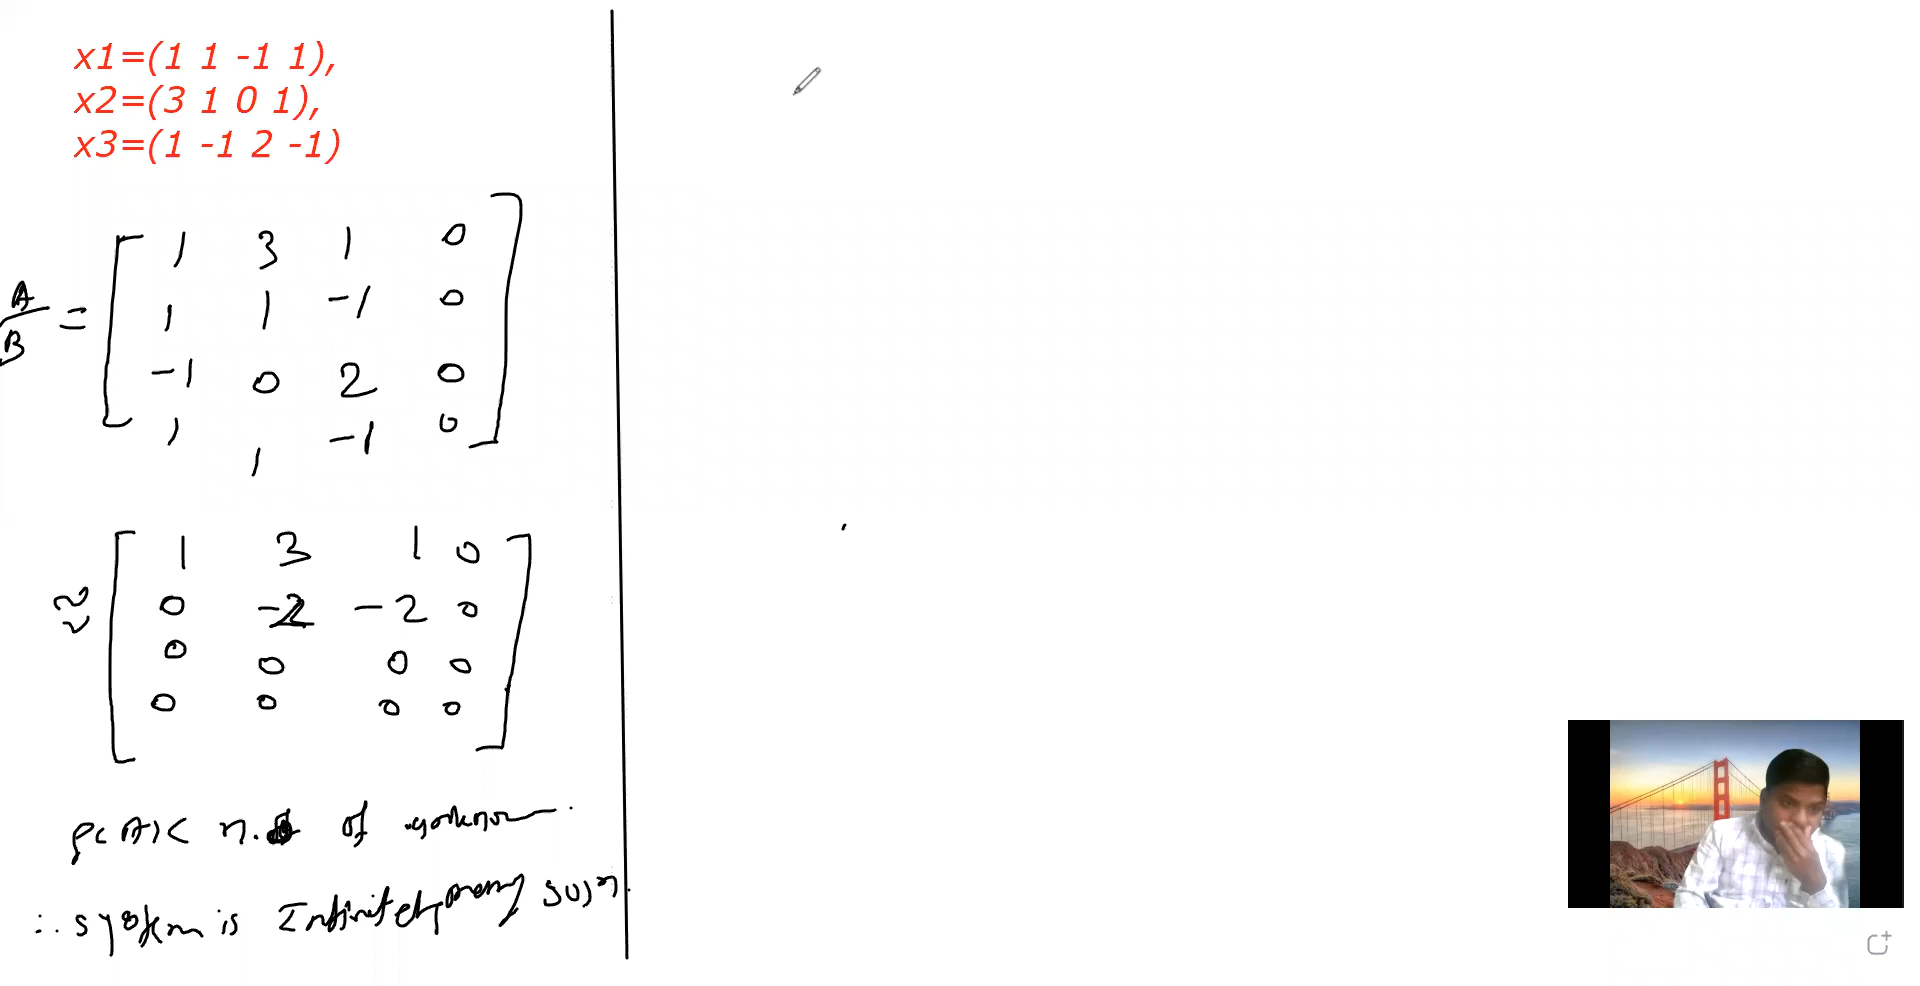 x1=(1 1 -1 1),
x2=(3 1 0 1),
x3=(1 -1 2 -1)
1 3 1 0
A/B = 1 1 -1 0
-1 0 2 0
1 1 -1 0
1 3 1 0
≈ 0 -2 -2 0
0 0 0 0
0 0 0 0
ρ(A) < n. of unknown.
∴ system is Infinitely many sol^n.